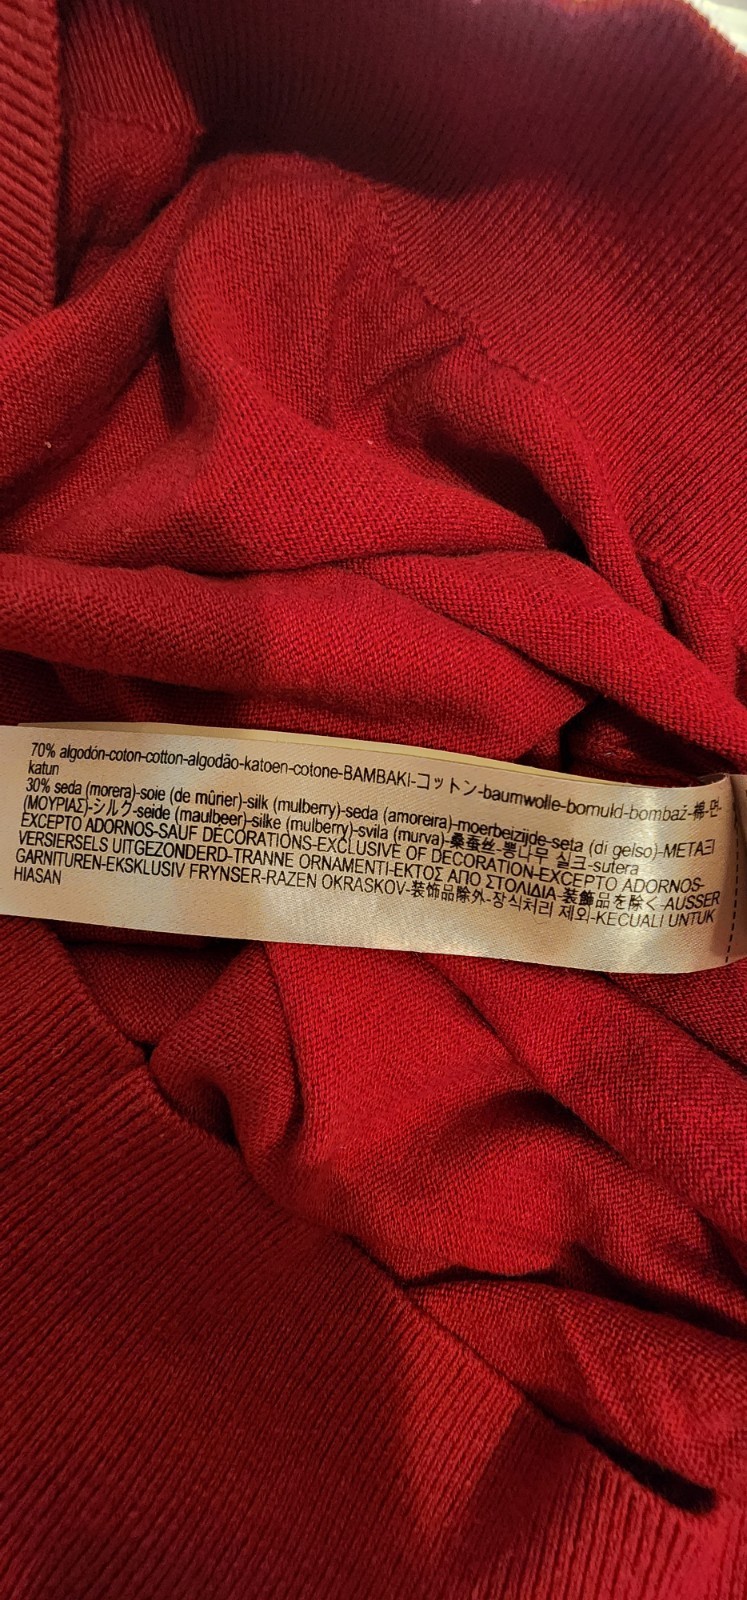 70% algodón-coton-cotton-algodão-katoen-cotone-BAMBAKI-コットン-baumwolle-bomuld-bombaž-棉-면-
katun
30% seda (morera)-soie (de mûrier)-silk (mulberry)-seda (amoreira)-moerbeizijde-seta (di gelso)-ΜΕΤΑΞΙ
(ΜΟΥΡΙΑΣ)-シルク-seide (maulbeer)-silke (mulberry)-svila (murva)-桑蚕丝-뽕나무 실크-sutera
EXCEPTO ADORNOS-SAUF DÉCORATIONS-EXCLUSIVE OF DECORATION-EXCEPTO ADORNOS-
VERSIERSELS UITGEZONDERD-TRANNE ORNAMENTI-ΕΚΤΟΣ ΑΠΟ ΣΤΟΛΙΔΙΑ-装飾品を除く-AUSSER
GARNITUREN-EKSKLUSIV FRYNSER-RAZEN OKRASKOV-装饰品除外-장식처리 제외-KECUALI UNTUK
HIASAN